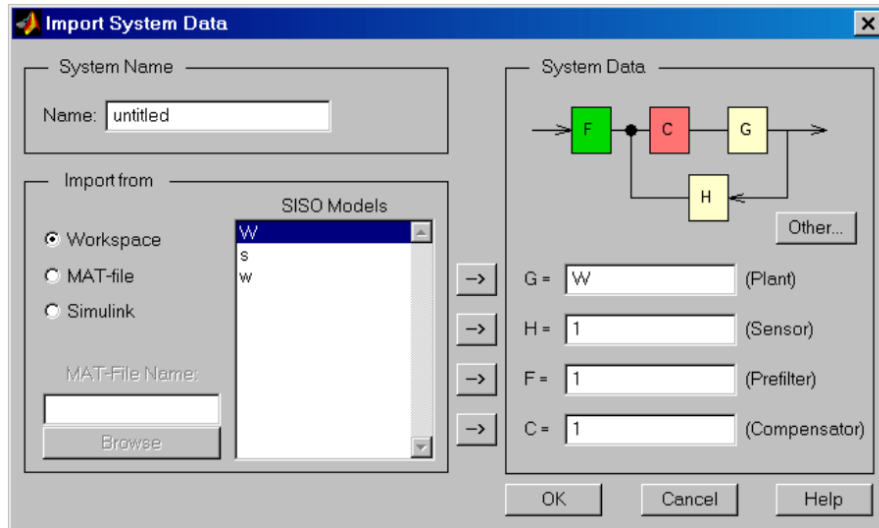 Import System Data
System Name
Name: untitled
Import from
Workspace
MAT-file
Simulink
MAT-File Name:
Browse
SISO Models
W
s
w
System Data
F
C
G
H
Other...
--> G = W (Plant)
--> H = 1 (Sensor)
--> F = 1 (Prefilter)
--> C = 1 (Compensator)
OK Cancel Help